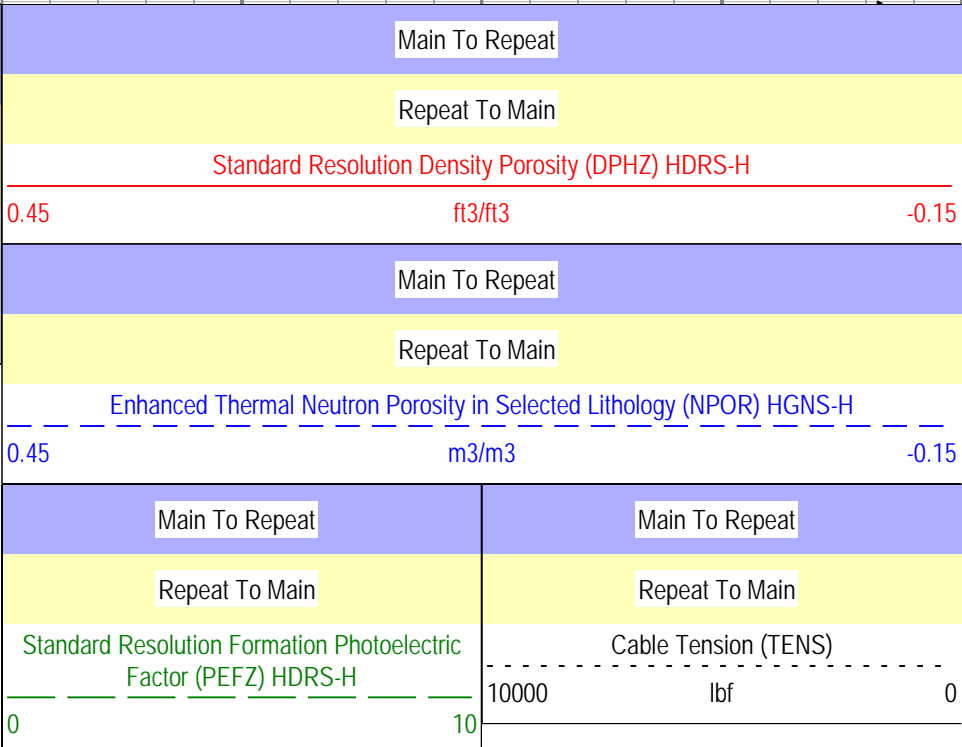 Main To Repeat
Repeat To Main
Standard Resolution Density Porosity (DPHZ) HDRS-H
0.45 ft3/ft3 -0.15
Main To Repeat
Repeat To Main
Enhanced Thermal Neutron Porosity in Selected Lithology (NPOR) HGNS-H
0.45 m3/m3 -0.15
Main To Repeat
Repeat To Main
Standard Resolution Formation Photoelectric
Factor (PEFZ) HDRS-H
0 10
Main To Repeat
Repeat To Main
Cable Tension (TENS)
10000 lbf 0